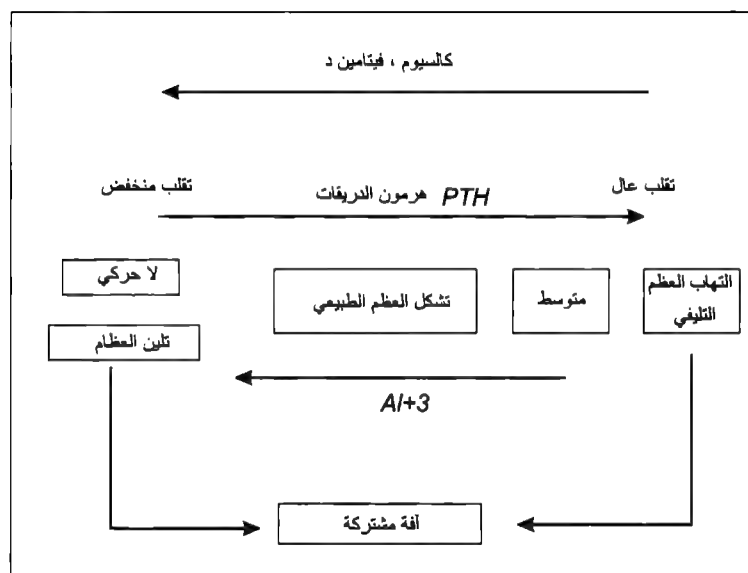 كالسيوم ، فيتامين د
تقلب عال
تقلب منخفض
هرمون الدريقات PTH
التهاب العظم
التليفي
متوسط
تشكل العظم الطبيعي
لا حركي
تلين العظام
Al+3
آفة مشتركة